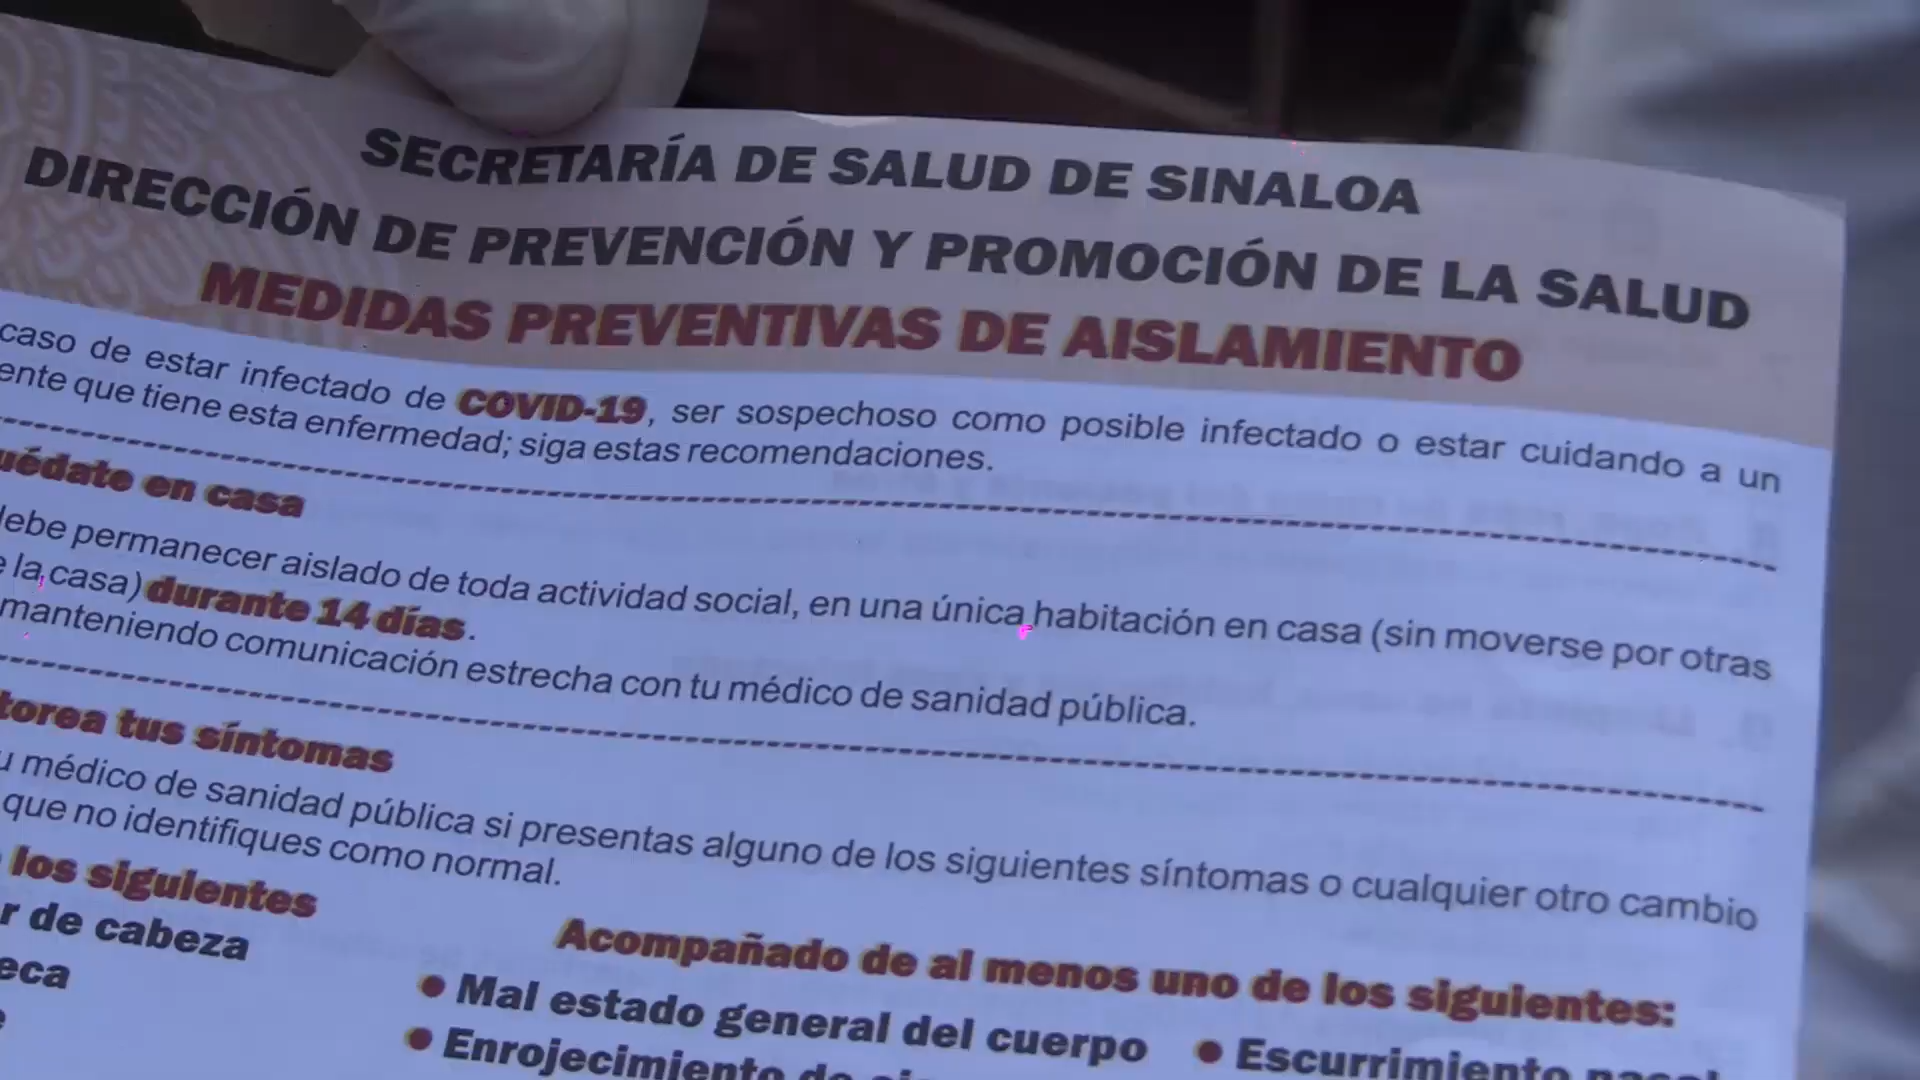 SECRETARÍA DE SALUD DE SINALOA
DIRECCIÓN DE PREVENCIÓN Y PROMOCIÓN DE LA SALUD
MEDIDAS PREVENTIVAS DE AISLAMIENTO
caso de estar infectado de COVID-19, ser sospechoso como posible infectado o estar cuidando a un
ente que tiene esta enfermedad; siga estas recomendaciones.
uédate en casa
debe permanecer aislado de toda actividad social, en una única habitación en casa (sin moverse por otras
e la casa) durante 14 días.
manteniendo comunicación estrecha con tu médico de sanidad pública.
torea tus síntomas
u médico de sanidad pública si presentas alguno de los siguientes síntomas o cualquier otro cambio
que no identifiques como normal.
los siguientes
r de cabeza
eca
Acompañado de al menos uno de los siguientes:
• Mal estado general del cuerpo
• Escurrimiento nasal
• Enrojecimiento de